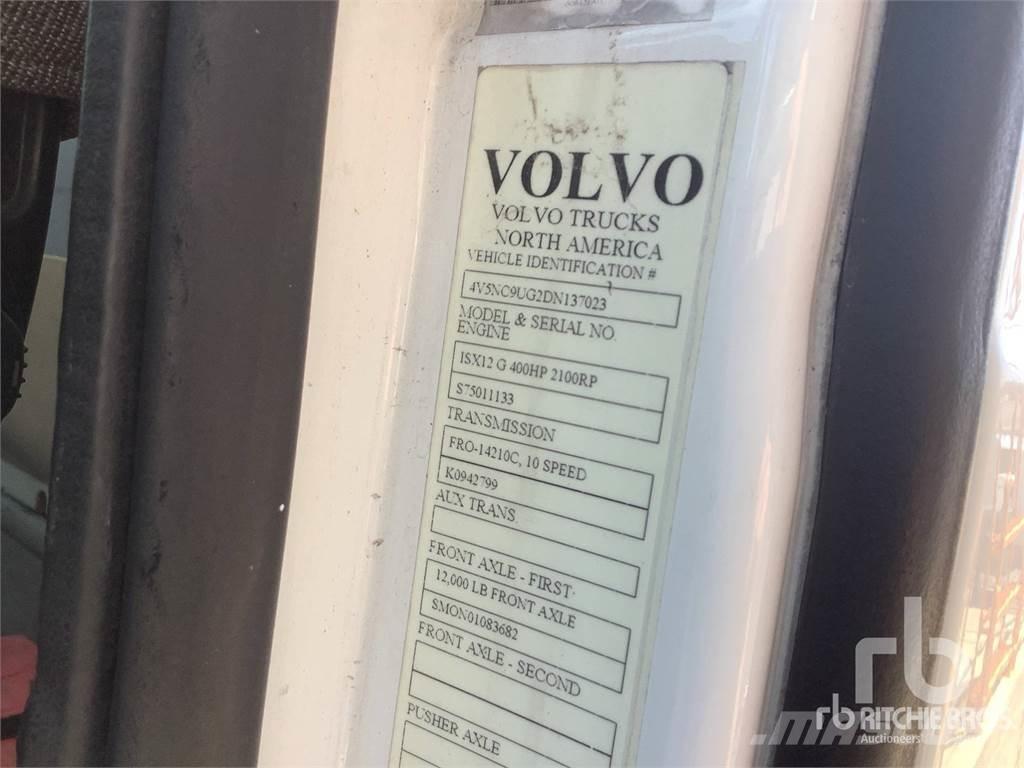 VOLVO
VOLVO TRUCKS
NORTH AMERICA
VEHICLE IDENTIFICATION #
4V5NC9UG2DN137023
MODEL & SERIAL NO.
ENGINE
ISX12 G 400HP 2100RP
S75011133
TRANSMISSION
FRO-14210C, 10 SPEED
K0942799
AUX TRANS.
FRONT AXLE - FIRST
12,000 LB FRONT AXLE
SMON01083682
FRONT AXLE - SECOND
PUSHER AXLE
rb
rb RITCHIE BROS.
Auctioneers